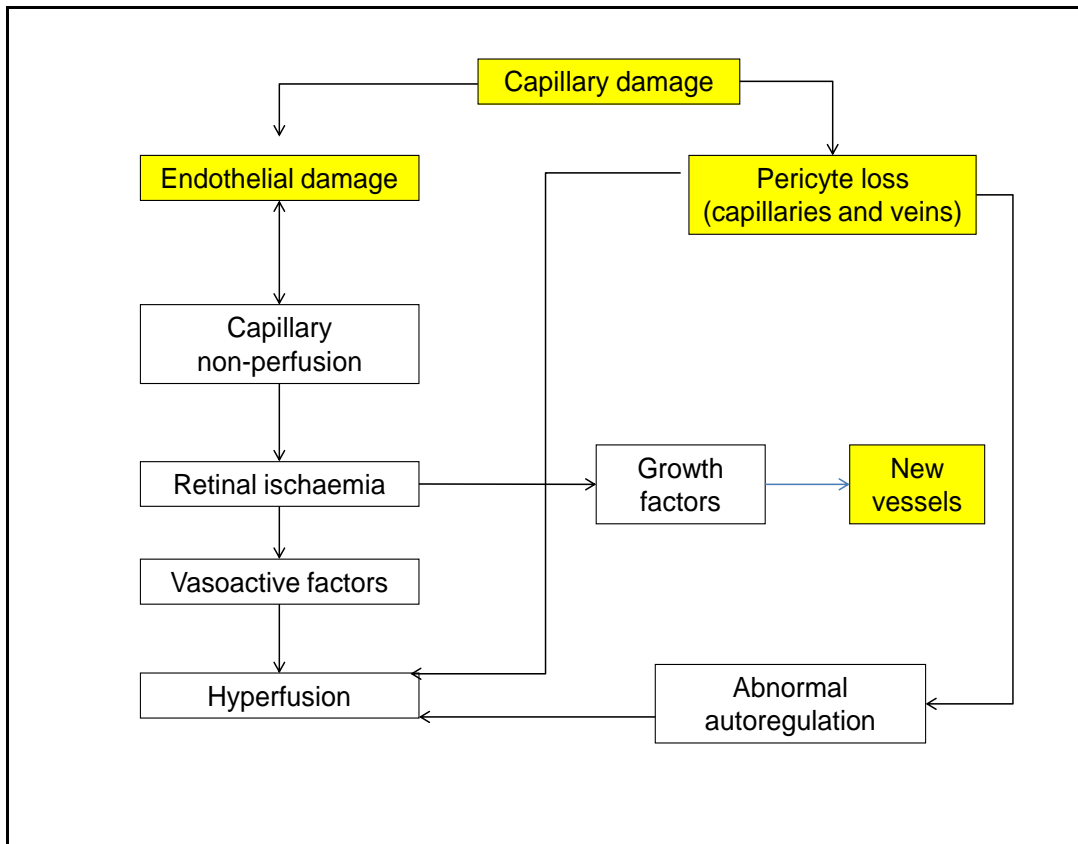 Capillary damage
Endothelial damage
Pericyte loss
(capillaries and veins)
Capillary
non-perfusion
Retinal ischaemia
Growth
factors
New
vessels
Vasoactive factors
Hyperfusion
Abnormal
autoregulation